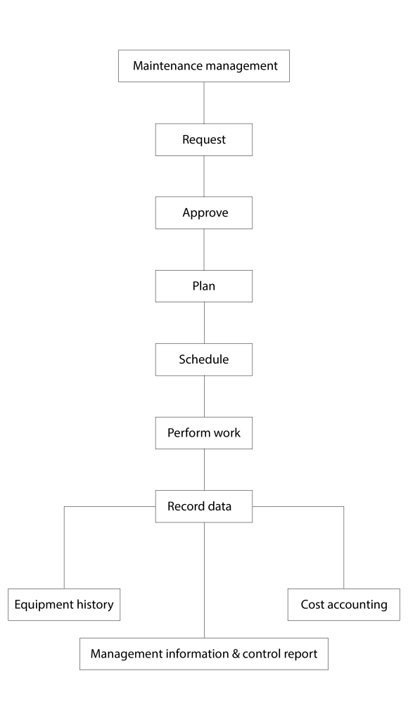 Maintenance management
Request
Approve
Plan
Schedule
Perform work
Record data
Equipment history
Cost accounting
Management information & control report